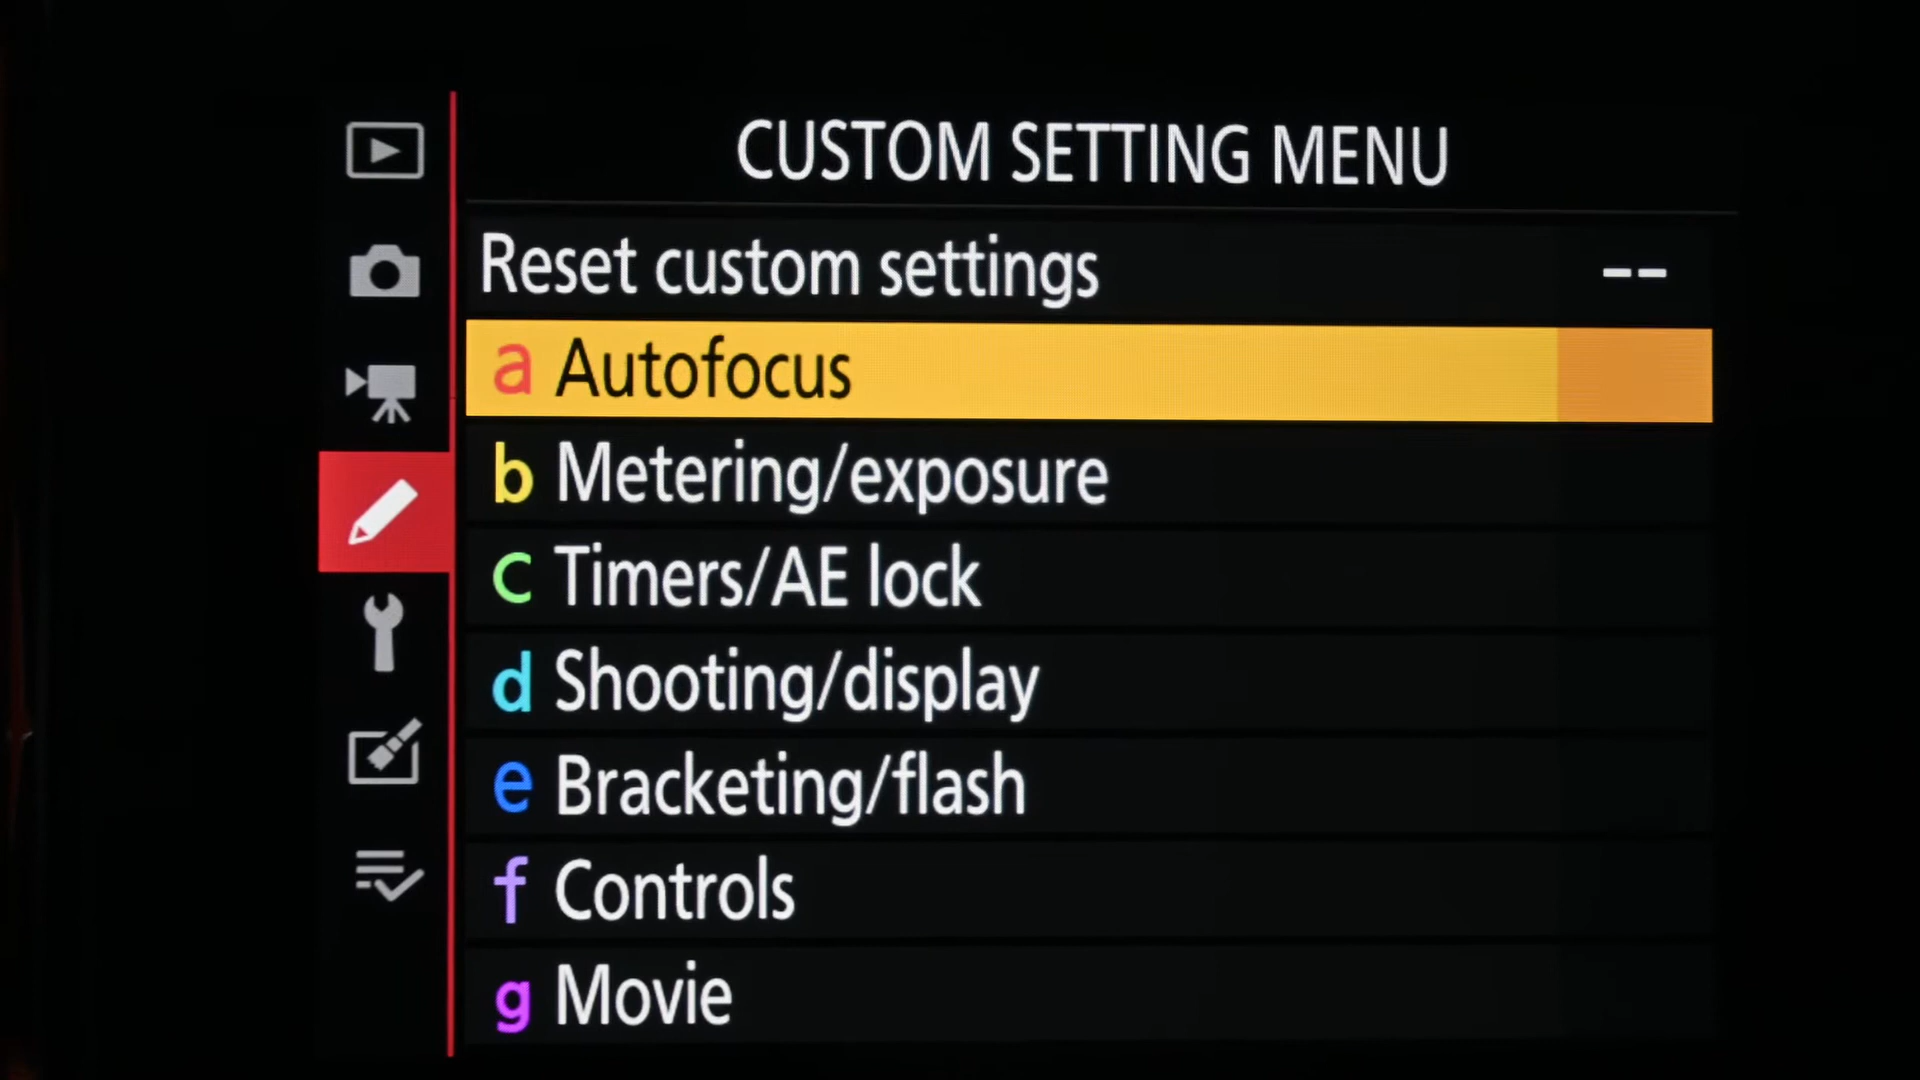 CUSTOM SETTING MENU
Reset custom settings --
a Autofocus
b Metering/exposure
c Timers/AE lock
d Shooting/display
e Bracketing/flash
f Controls
g Movie